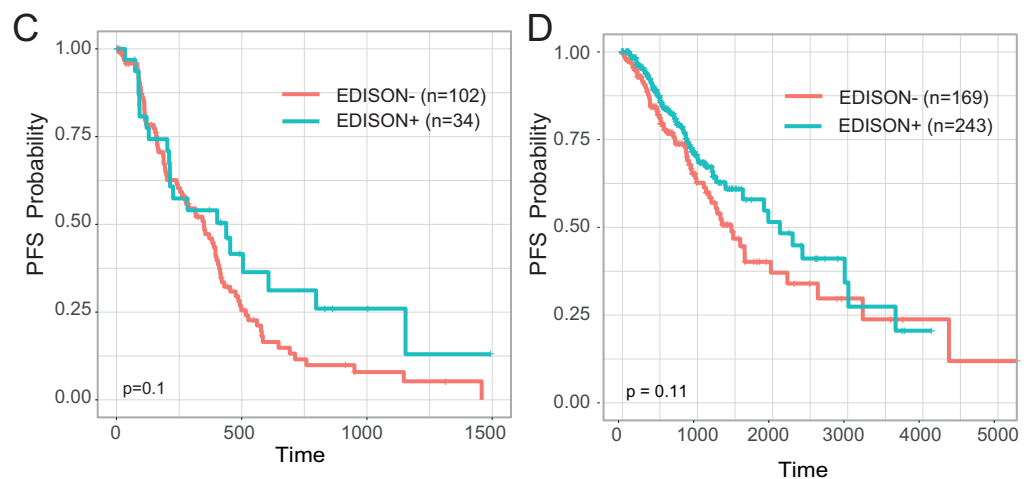 C
PFS Probability
1.00
0.75
0.50
0.25
0.00
EDISON- (n=102)
EDISON+ (n=34)
p=0.1
0 500 1000 1500
Time
D
PFS Probability
1.00
0.75
0.50
0.25
0.00
EDISON- (n=169)
EDISON+ (n=243)
p = 0.11
0 1000 2000 3000 4000 5000
Time